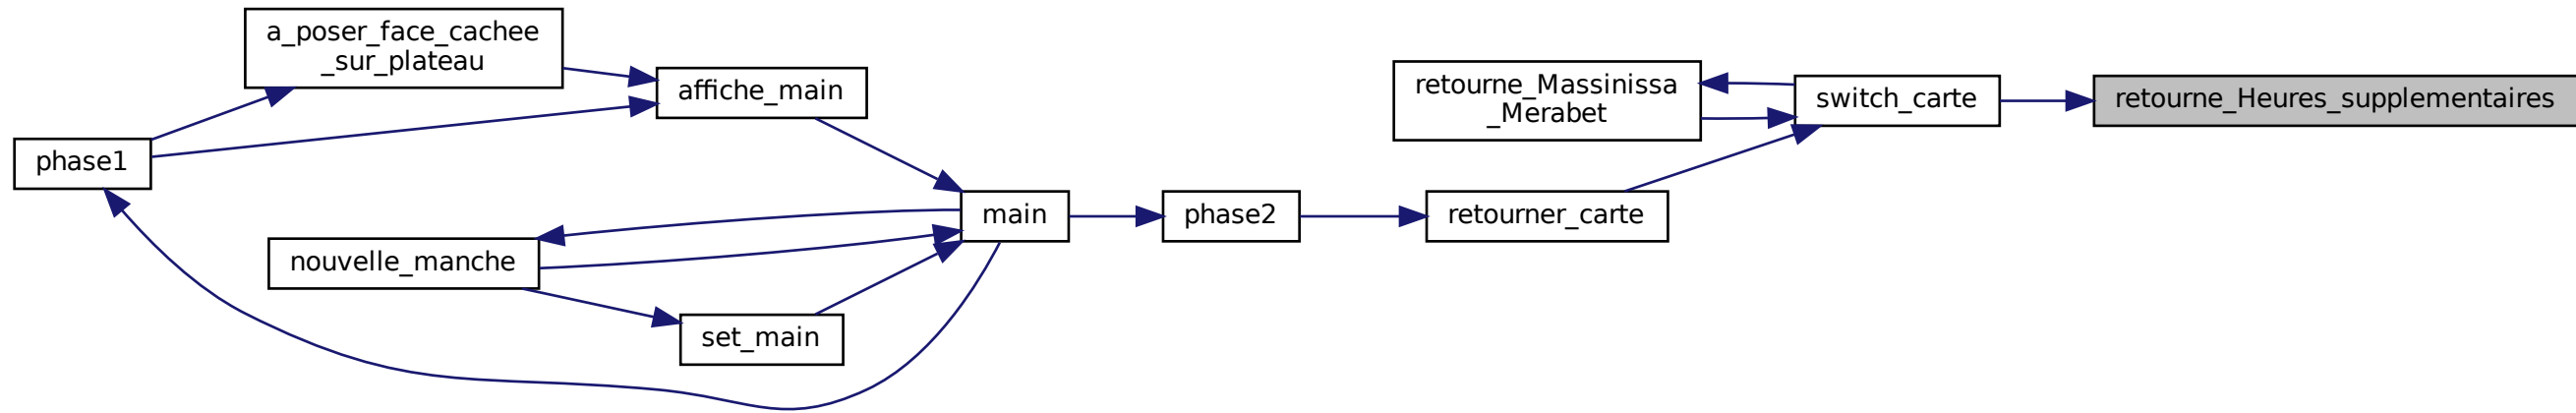 a_poser_face_cachee
_sur_plateau
affiche_main
phase1
nouvelle_manche
set_main
main
phase2
retourne_Massinissa
_Merabet
retourner_carte
switch_carte
retourne_Heures_supplementaires